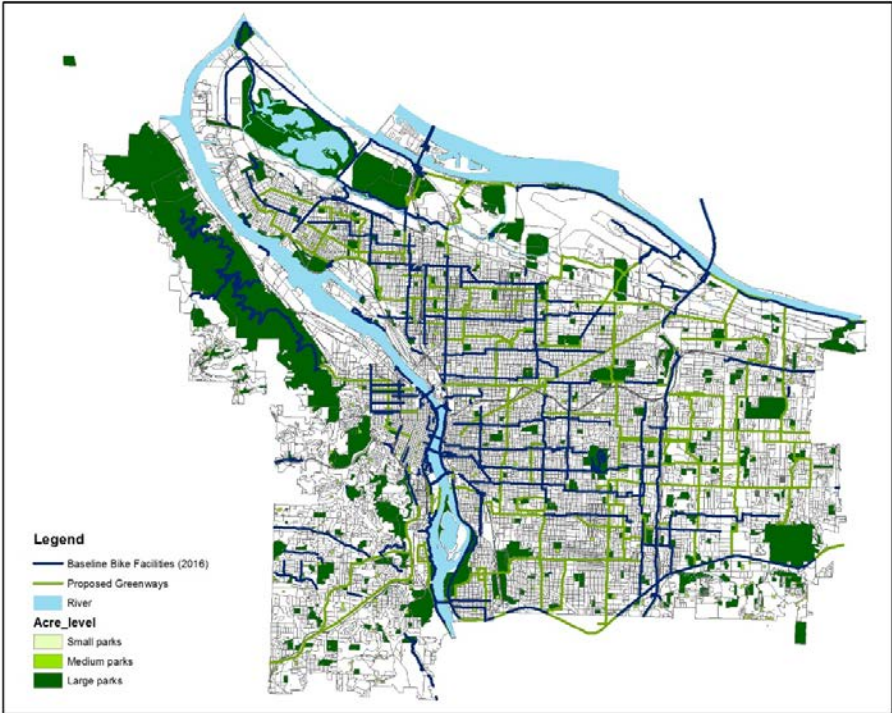 Legend
Baseline Bike Facilities (2016)
Proposed Greenways
River
Acre_level
Small parks
Medium parks
Large parks